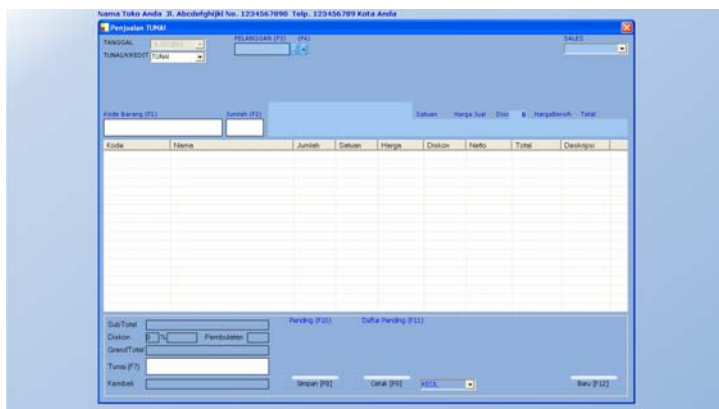 Nama Toko Anda Jl. Abcdefghijkl No. 1234567890 Telp. 123456789 Kota Anda
Penjualan TUNAI
TANGGAL PELANGGAN (F3) (F4) SALES
TUNAI/KREDIT TUNAI
Kode Barang (F1) Jumlah (F2) Satuan Harga Jual Disc HargaBersih Total
Kode Nama Jumlah Satuan Harga Diskon Netto Total Deskripsi
SubTotal Pending (F10) Daftar Pending (F11)
Diskon 0 % Pembulatan
GrandTotal
Tunai (F7)
Kembali Simpan [F8] Cetak [F9] KECIL Baru [F12]